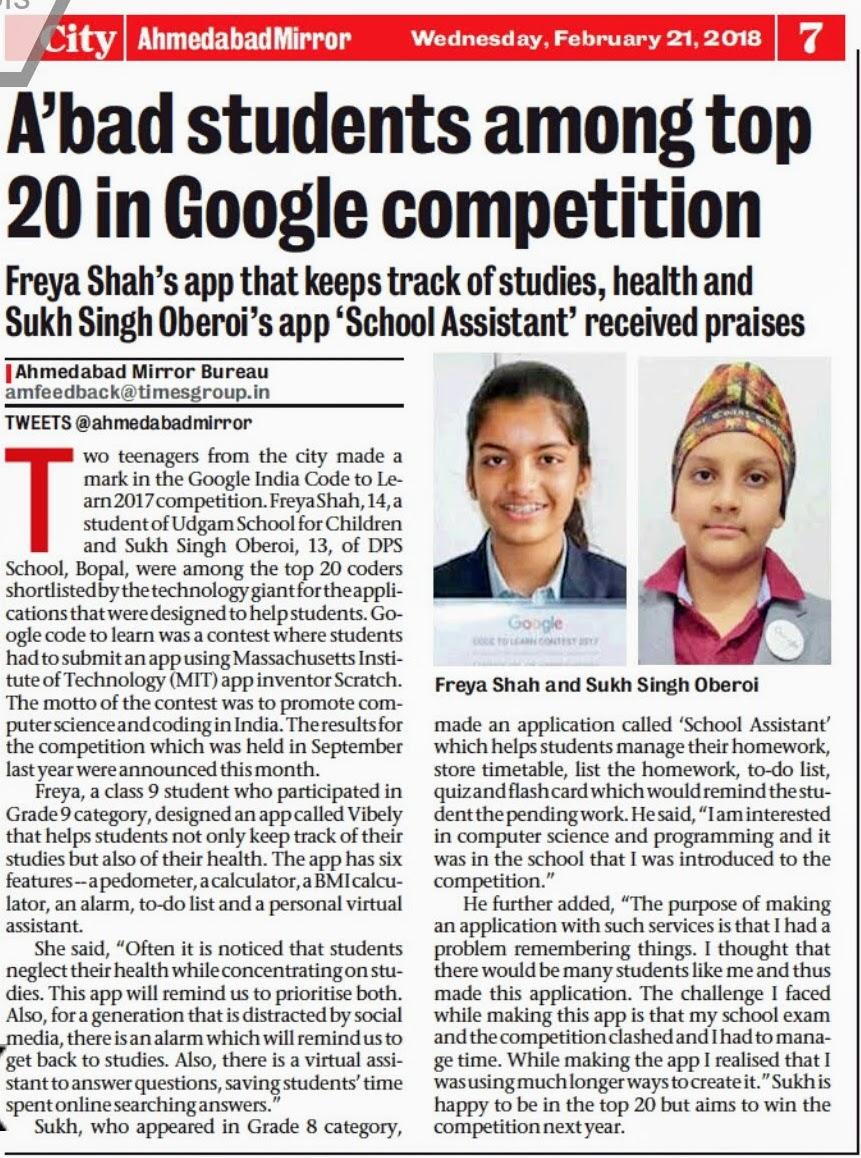 City AhmedabadMirror Wednesday, February 21, 2018 7
A'bad students among top
20 in Google competition
Freya Shah's app that keeps track of studies, health and
Sukh Singh Oberoi's app ‘School Assistant’ received praises
Ahmedabad Mirror Bureau
amfeedback@timesgroup.in
TWEETS @ahmedabadmirror
Two teenagers from the city made a
mark in the Google India Code to Le-
arn 2017 competition. Freya Shah, 14, a
student of Udgam School for Children
and Sukh Singh Oberoi, 13, of DPS
School, Bopal, were among the top 20 coders
shortlisted by the technology giant for the appli-
cations that were designed to help students. Go-
ogle code to learn was a contest where students
had to submit an app using Massachusetts Insti-
tute of Technology (MIT) app inventor Scratch.
The motto of the contest was to promote com-
puter science and coding in India. The results for
the competition which was held in September
last year were announced this month.
Freya, a class 9 student who participated in
Grade 9 category, designed an app called Vibely
that helps students not only keep track of their
studies but also of their health. The app has six
features -- a pedometer, a calculator, a BMI calcu-
lator, an alarm, to-do list and a personal virtual
assistant.
She said, “Often it is noticed that students
neglect their health while concentrating on stu-
dies. This app will remind us to prioritise both.
Also, for a generation that is distracted by social
media, there is an alarm which will remind us to
get back to studies. Also, there is a virtual assi-
stant to answer questions, saving students’ time
spent online searching answers.”
Sukh, who appeared in Grade 8 category,
Google
CODE TO LEARN CONTEST 2017
Freya Shah and Sukh Singh Oberoi
made an application called ‘School Assistant’
which helps students manage their homework,
store timetable, list the homework, to-do list,
quiz and flash card which would remind the stu-
dent the pending work. He said, “I am interested
in computer science and programming and it
was in the school that I was introduced to the
competition.”
He further added, “The purpose of making
an application with such services is that I had a
problem remembering things. I thought that
there would be many students like me and thus
made this application. The challenge I faced
while making this app is that my school exam
and the competition clashed and I had to mana-
ge time. While making the app I realised that I
was using much longer ways to create it.” Sukh is
happy to be in the top 20 but aims to win the
competition next year.